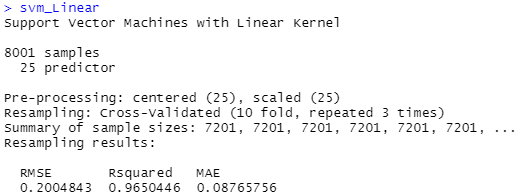 > svm_Linear
Support Vector Machines with Linear Kernel
8001 samples
25 predictor
Pre-processing: centered (25), scaled (25)
Resampling: Cross-Validated (10 fold, repeated 3 times)
Summary of sample sizes: 7201, 7201, 7201, 7201, 7201, 7201, ...
Resampling results:
RMSE Rsquared MAE
0.2004843 0.9650446 0.08765756